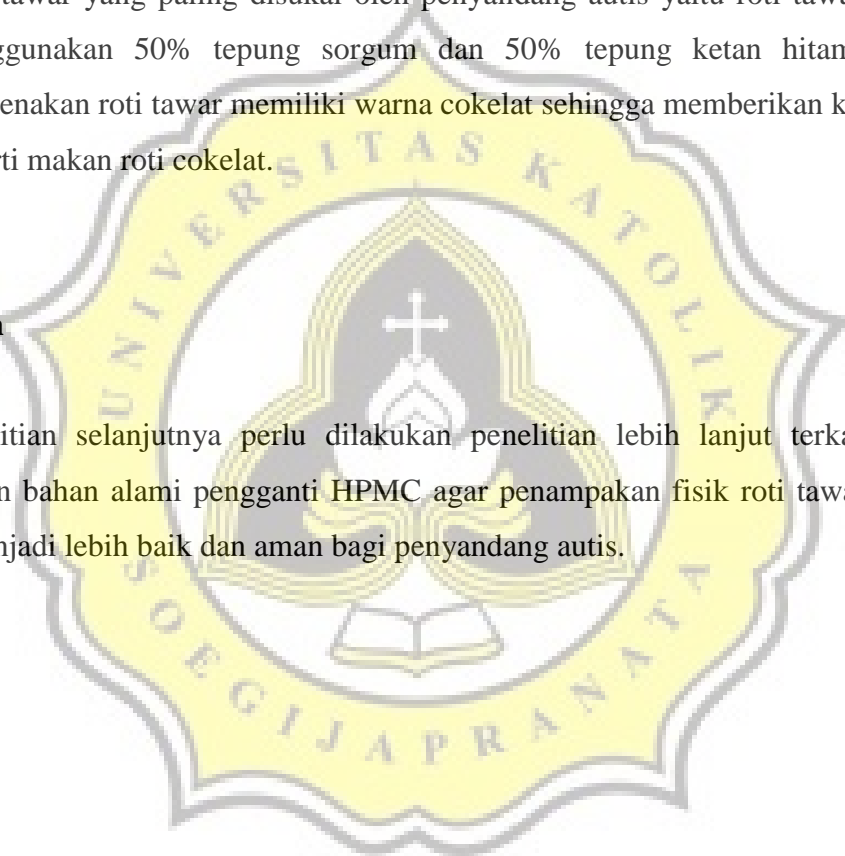 tawar yang paling disukai oleh penyandang autis yaitu roti tawa
ggunakan 50% tepung sorgum dan 50% tepung ketan hitam
enakan roti tawar memiliki warna cokelat sehingga memberikan k
rti makan roti cokelat.
n
itian selanjutnya perlu dilakukan penelitian lebih lanjut terka
n bahan alami pengganti HPMC agar penampakan fisik roti tawa
njadi lebih baik dan aman bagi penyandang autis.
UNIVERSITAS KATOLIK
SOEGIJAPRANATA